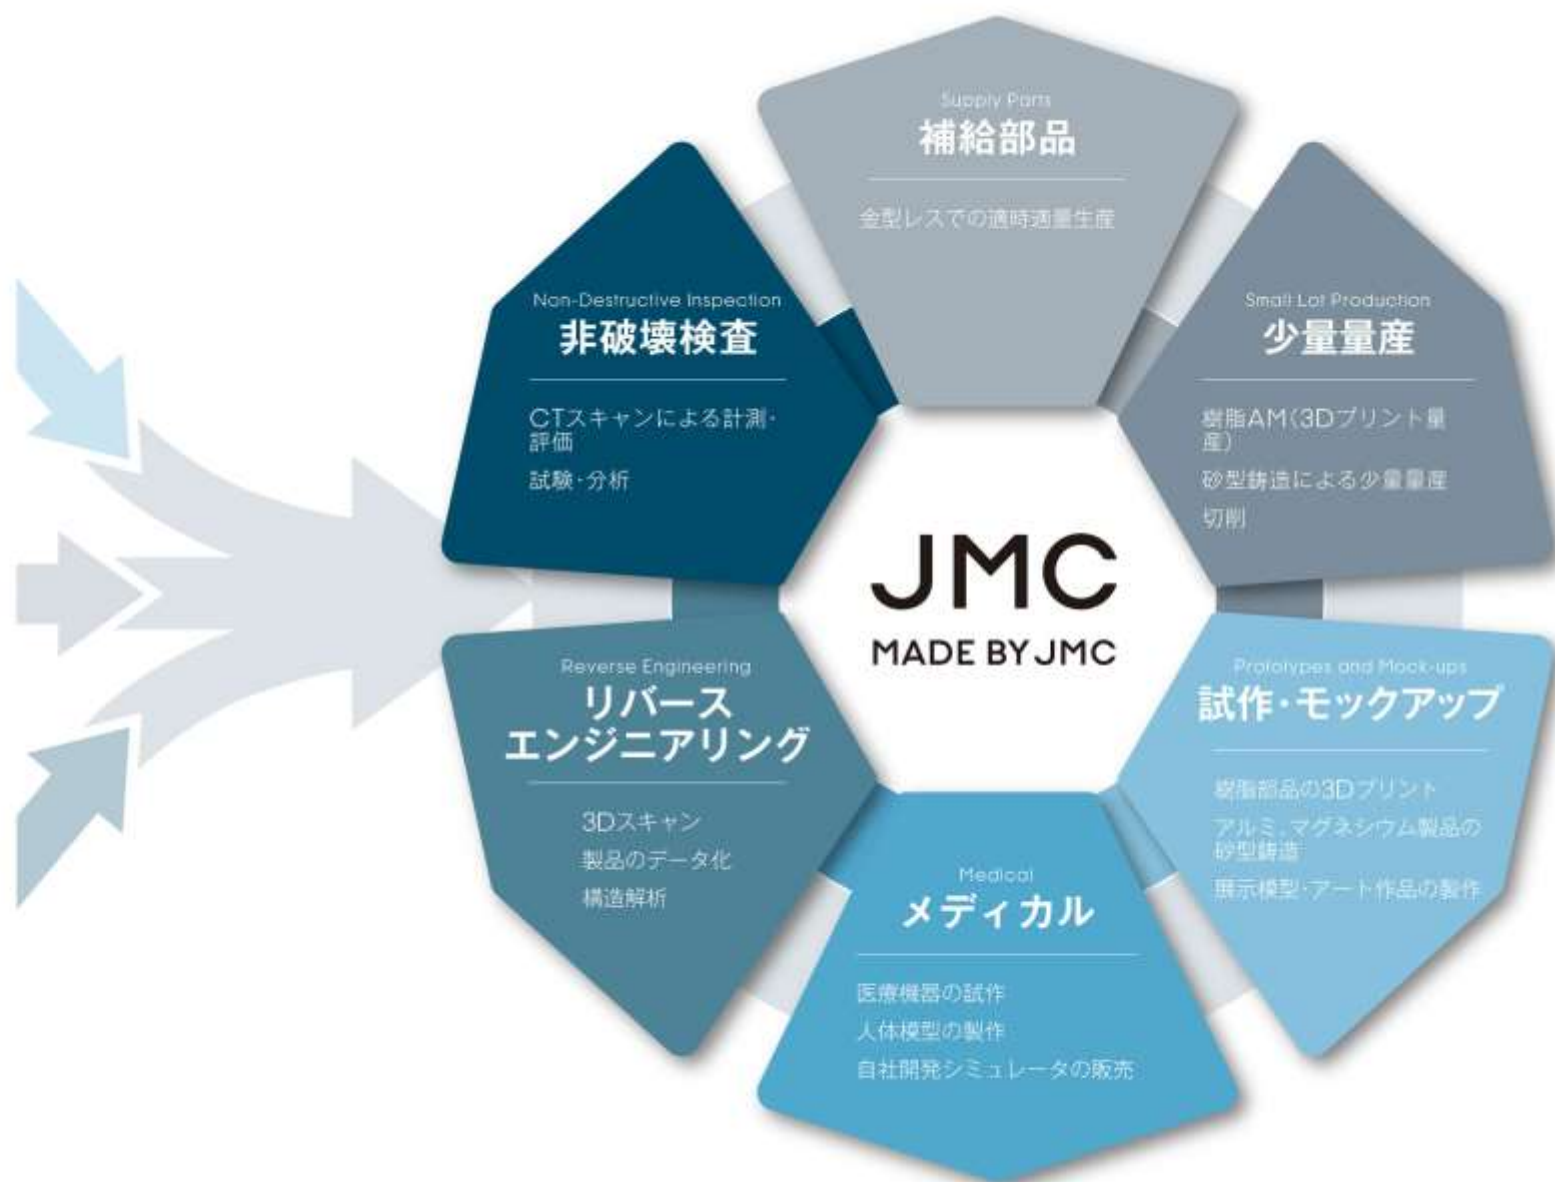 Supply Parts
補給部品
金型レスでの適時適量生産
Non-Destructive Inspection
非破壊検査
CTスキャンによる計測・
評価
試験・分析
Small Lot Production
少量量産
樹脂AM(3Dプリント量
産)
砂型鋳造による少量量産
切削
JMC
MADE BY JMC
Reverse Engineering
リバース
エンジニアリング
3Dスキャン
製品のデータ化
構造解析
Prototypes and Mock-ups
試作・モックアップ
樹脂部品の3Dプリント
アルミ、マグネシウム製品の
砂型鋳造
展示模型・アート作品の製作
Medical
メディカル
医療機器の試作
人体模型の製作
自社開発シミュレータの販売